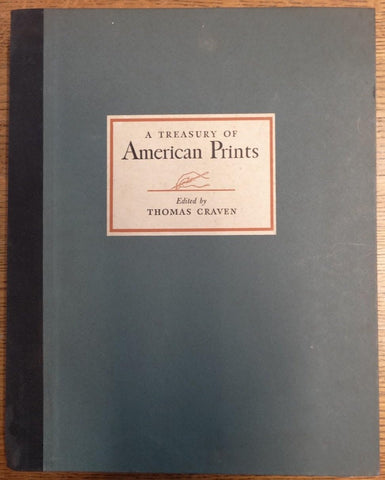 A TREASURY OF
American Prints
Edited by
THOMAS CRAVEN